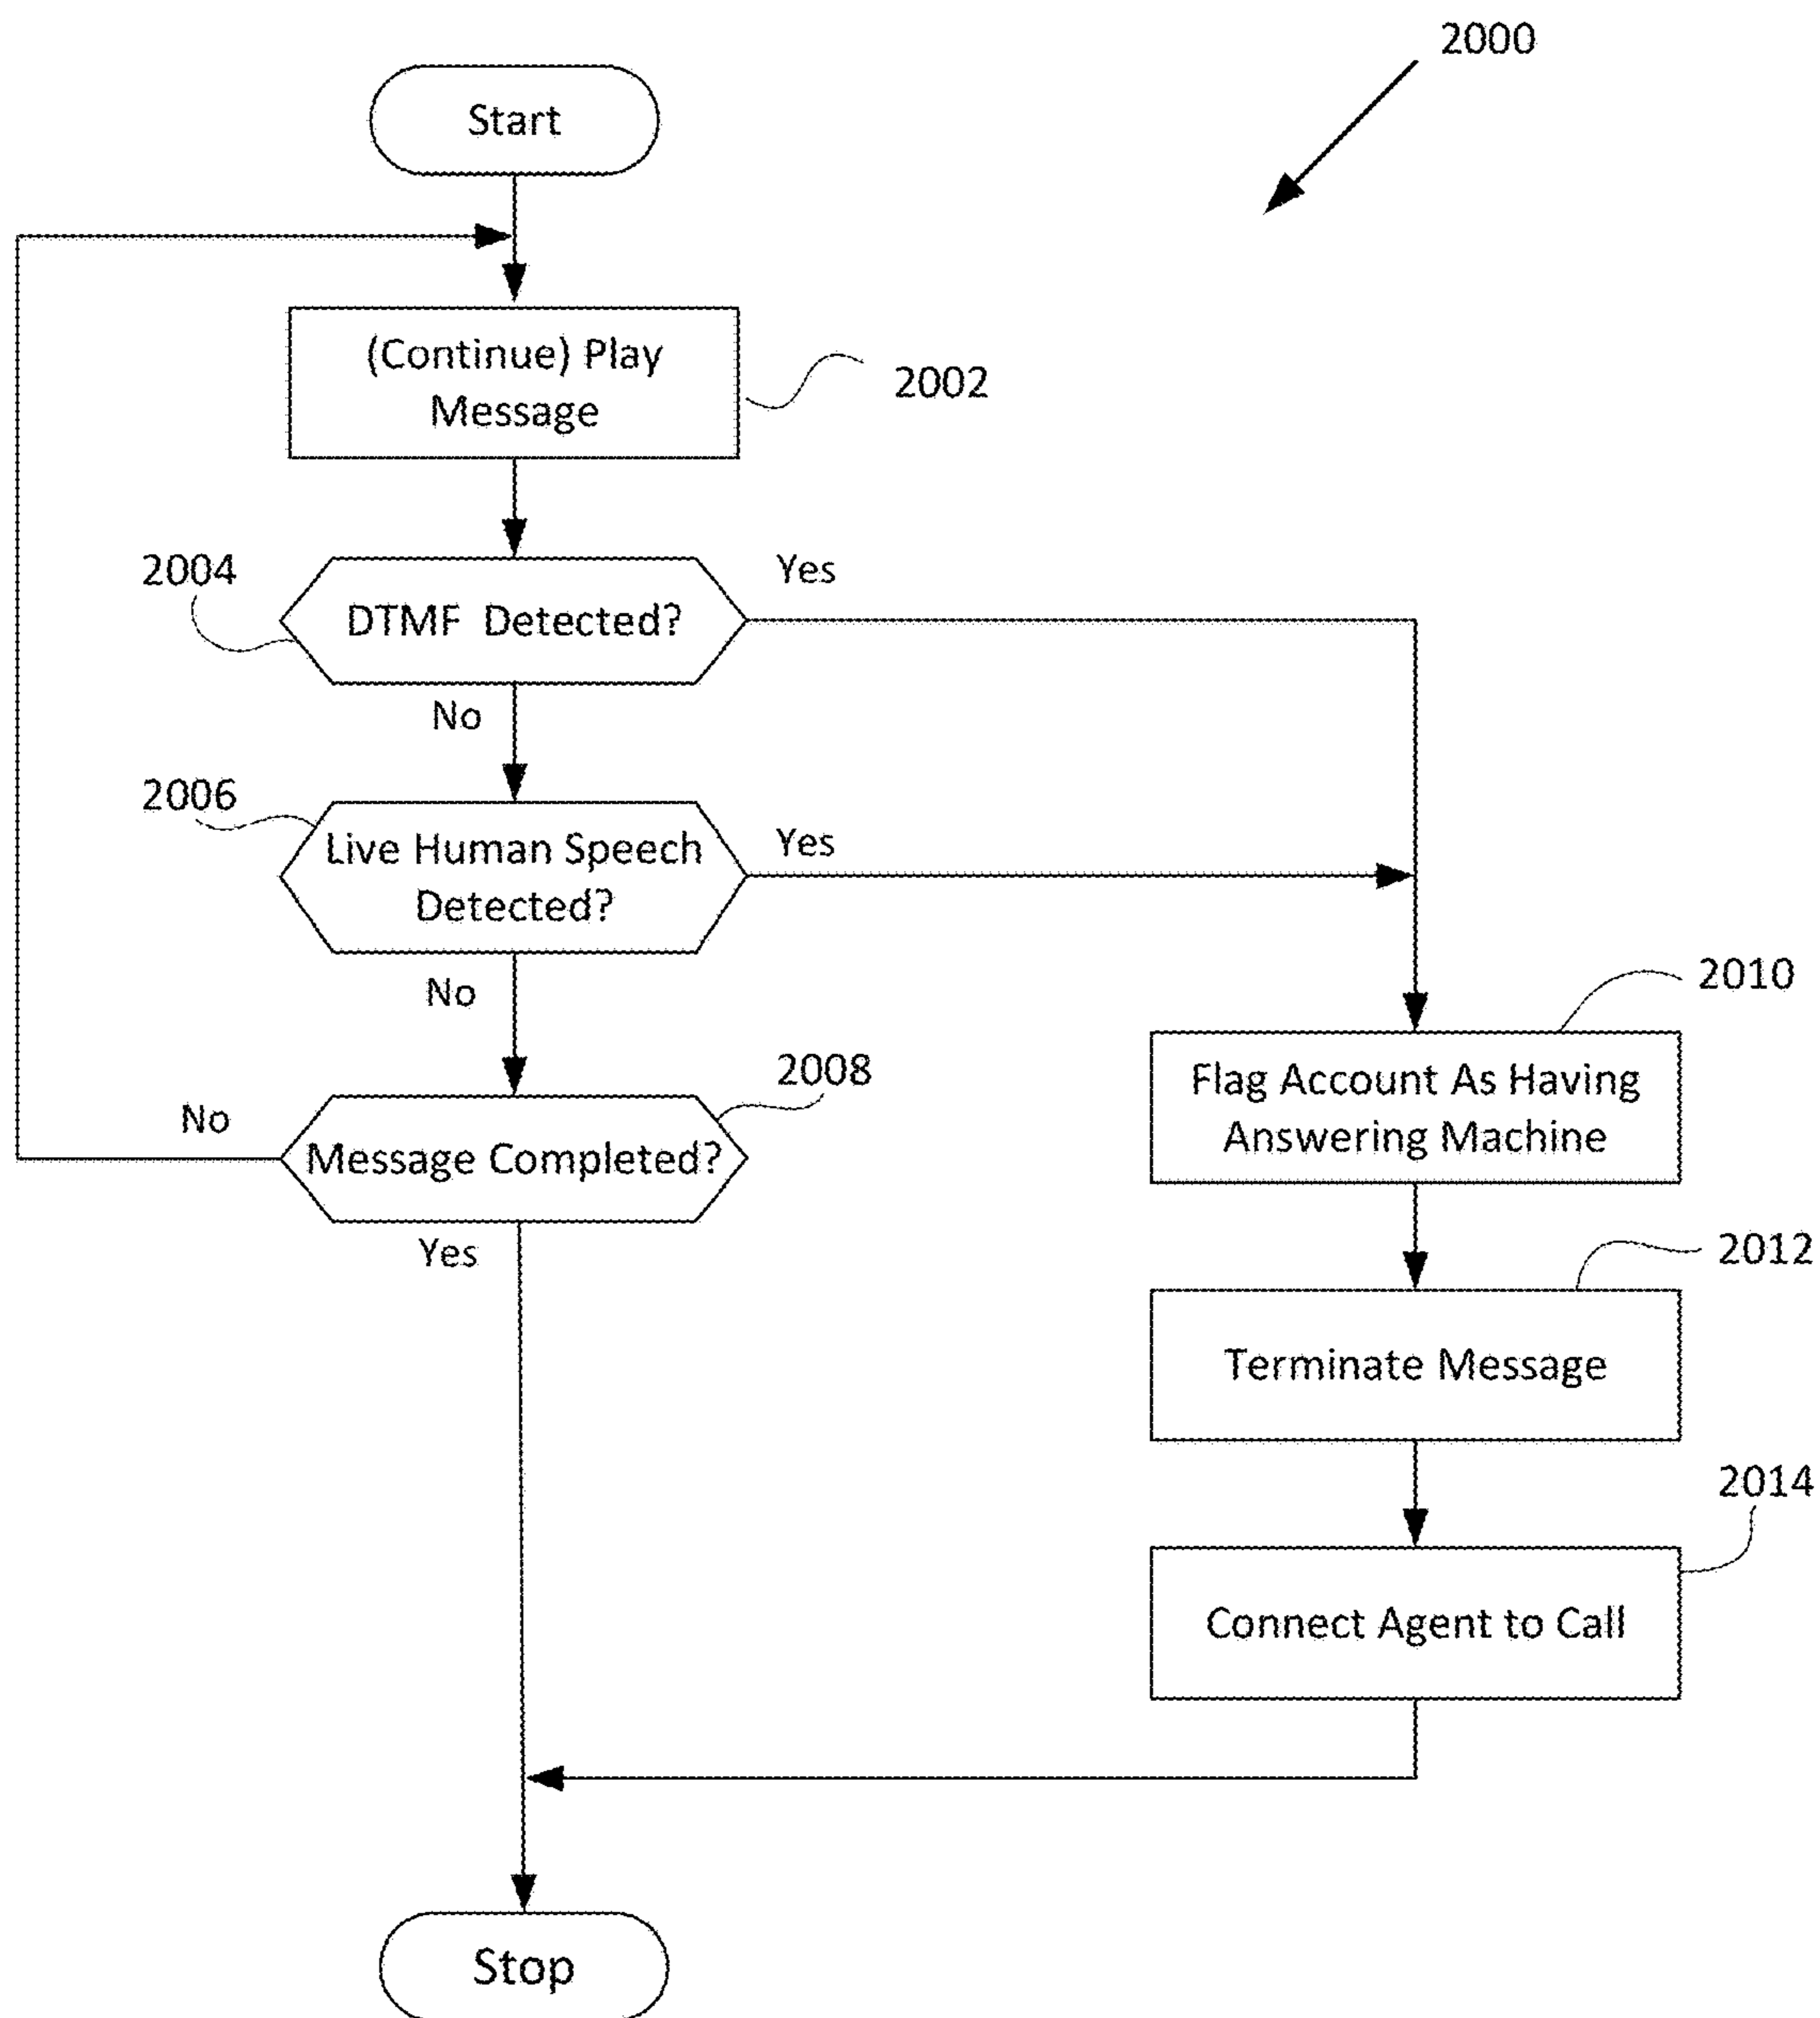 2000
Start
(Continue) Play
Message
2002
2004
DTMF Detected?
Yes
No
2006
Live Human Speech
Detected?
Yes
No
2008
No
Message Completed?
Yes
2010
Flag Account As Having
Answering Machine
2012
Terminate Message
2014
Connect Agent to Call
Stop